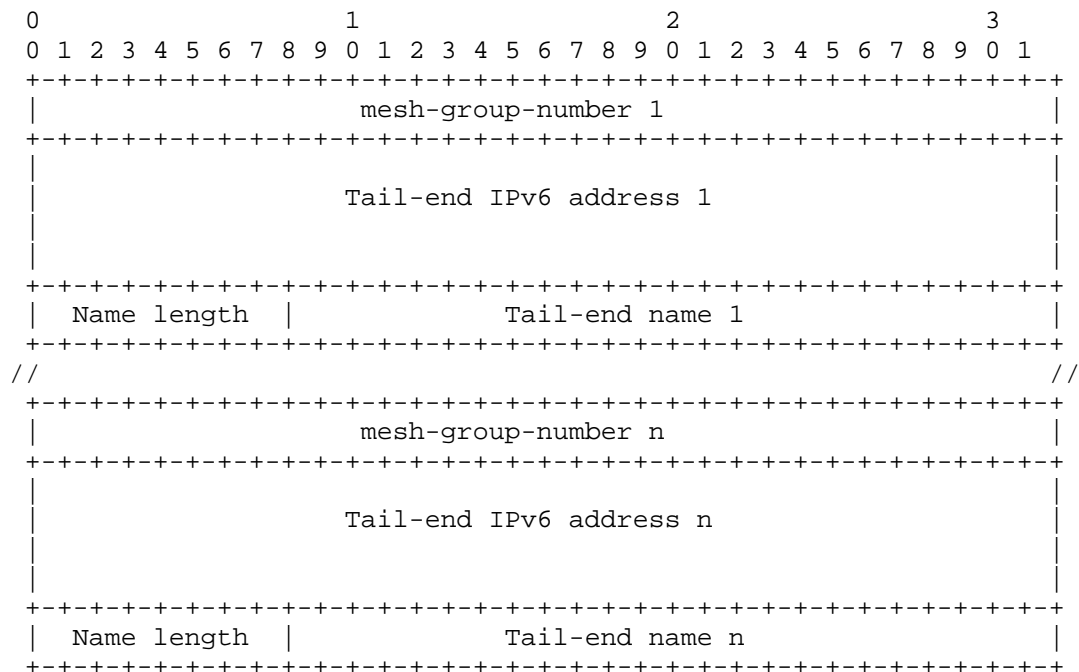 0                   1                   2                   3
0 1 2 3 4 5 6 7 8 9 0 1 2 3 4 5 6 7 8 9 0 1 2 3 4 5 6 7 8 9 0 1
+-+-+-+-+-+-+-+-+-+-+-+-+-+-+-+-+-+-+-+-+-+-+-+-+-+-+-+-+-+-+-+-+
|                    mesh-group-number 1                        |
+-+-+-+-+-+-+-+-+-+-+-+-+-+-+-+-+-+-+-+-+-+-+-+-+-+-+-+-+-+-+-+-+
|                                                               |
|                   Tail-end IPv6 address 1                     |
|                                                               |
|                                                               |
+-+-+-+-+-+-+-+-+-+-+-+-+-+-+-+-+-+-+-+-+-+-+-+-+-+-+-+-+-+-+-+-+
|  Name length  |             Tail-end name 1                   |
+-+-+-+-+-+-+-+-+-+-+-+-+-+-+-+-+-+-+-+-+-+-+-+-+-+-+-+-+-+-+-+-+
//                                                               //
+-+-+-+-+-+-+-+-+-+-+-+-+-+-+-+-+-+-+-+-+-+-+-+-+-+-+-+-+-+-+-+-+
|                    mesh-group-number n                        |
+-+-+-+-+-+-+-+-+-+-+-+-+-+-+-+-+-+-+-+-+-+-+-+-+-+-+-+-+-+-+-+-+
|                                                               |
|                   Tail-end IPv6 address n                     |
|                                                               |
|                                                               |
+-+-+-+-+-+-+-+-+-+-+-+-+-+-+-+-+-+-+-+-+-+-+-+-+-+-+-+-+-+-+-+-+
|  Name length  |             Tail-end name n                   |
+-+-+-+-+-+-+-+-+-+-+-+-+-+-+-+-+-+-+-+-+-+-+-+-+-+-+-+-+-+-+-+-+